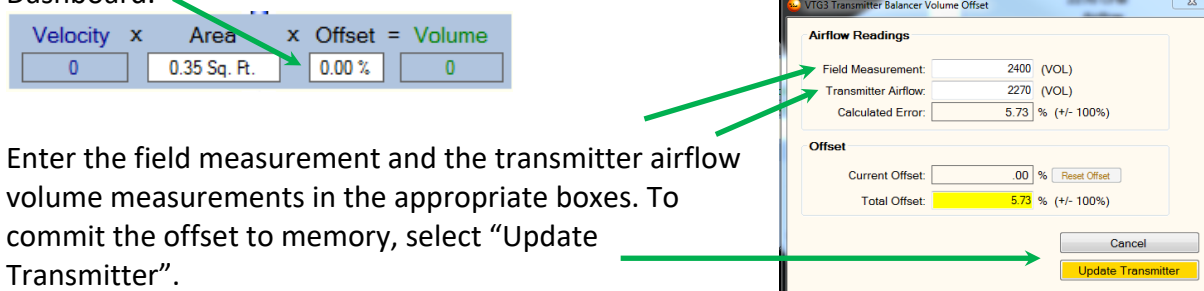 Dashboard.
Velocity x Area x Offset = Volume
0 0.35 Sq. Ft. 0.00 % 0
Enter the field measurement and the transmitter airflow
volume measurements in the appropriate boxes. To
commit the offset to memory, select “Update
Transmitter”.
VTG3 Transmitter Balancer Volume Offset
Airflow Readings
Field Measurement: 2400 (VOL)
Transmitter Airflow: 2270 (VOL)
Calculated Error: 5.73 % (+/- 100%)
Offset
Current Offset: .00 % Reset Offset
Total Offset: 5.73 % (+/- 100%)
Cancel
Update Transmitter